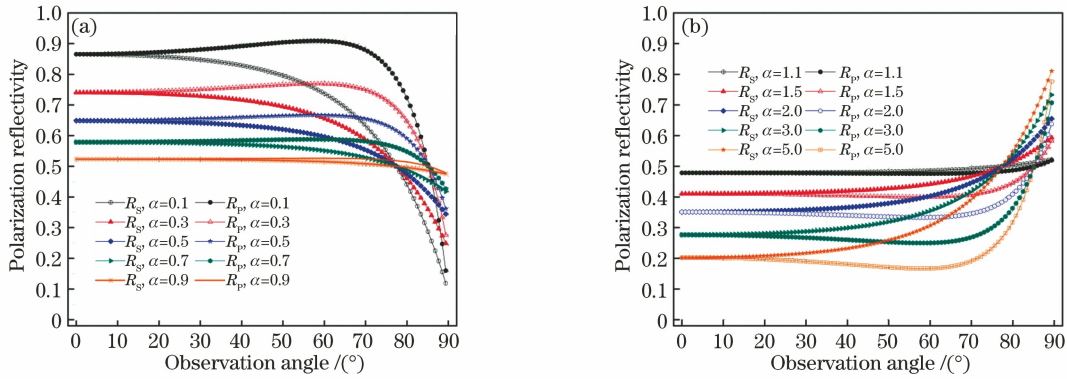 (a)
Polarization reflectivity
1.0
0.9
0.8
0.7
0.6
0.5
0.4
0.3
0.2
0.1
0
R_S, α=0.1 R_P, α=0.1
R_S, α=0.3 R_P, α=0.3
R_S, α=0.5 R_P, α=0.5
R_S, α=0.7 R_P, α=0.7
R_S, α=0.9 R_P, α=0.9
0 10 20 30 40 50 60 70 80 90
Observation angle /(°)
(b)
Polarization reflectivity
1.0
0.9
0.8
0.7
0.6
0.5
0.4
0.3
0.2
0.1
0
R_S, α=1.1 R_P, α=1.1
R_S, α=1.5 R_P, α=1.5
R_S, α=2.0 R_P, α=2.0
R_S, α=3.0 R_P, α=3.0
R_S, α=5.0 R_P, α=5.0
0 10 20 30 40 50 60 70 80 90
Observation angle /(°)